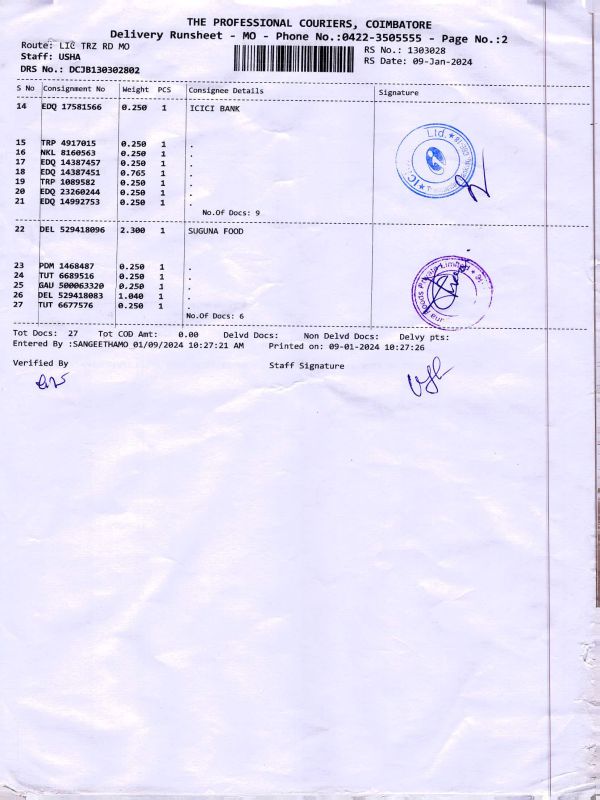 THE PROFESSIONAL COURIERS, COIMBATORE
Delivery Runsheet - MO - Phone No.:0422-3505555 - Page No.:2
Route: LIC TRZ RD MO RS No.: 1303028
Staff: USHA RS Date: 09-Jan-2024
DRS No.: DCJB130302802
S No Consignment No Weight PCS Consignee Details Signature
14 EDQ 17581566 0.250 1 ICICI BANK
15 TRP 4917015 0.250 1 .
16 NKL 8160563 0.250 1 .
17 EDQ 14387457 0.250 1 .
18 EDQ 14387451 0.765 1 .
19 TRP 1089582 0.250 1 .
20 EDQ 23260244 0.250 1 .
21 EDQ 14992753 0.250 1 .
No.Of Docs: 9
Ltd.
22 DEL 529418096 2.300 1 SUGUNA FOOD
23 PDM 1468487 0.250 1 .
24 TUT 6689516 0.250 1 .
25 GAU 500063320 0.250 1 .
26 DEL 529418083 1.040 1 .
27 TUT 6677576 0.250 1 .
No.Of Docs: 6
Private Limited
Tot Docs: 27 Tot COD Amt: 0.00 Delvd Docs: Non Delvd Docs: Delvy pts:
Entered By :SANGEETHAMO 01/09/2024 10:27:21 AM Printed on: 09-01-2024 10:27:26
Verified By Staff Signature